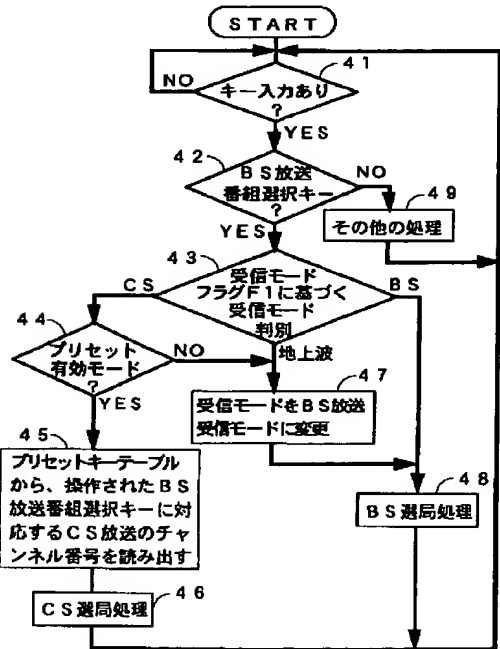 START
41
NO
キー入力あり
?
YES
42
BS放送
番組選択キー
?
NO
49
その他の処理
YES
43
CS
受信モード
フラグF1に基づく
受信モード
判別
BS
44
プリセット
有効モード
?
NO
地上波
47
受信モードをBS放送
受信モードに変更
YES
45
プリセットキーテーブル
から、操作されたBS
放送番組選択キーに対
応するCS放送のチャ
ンネル番号を読み出す
48
BS選局処理
46
CS選局処理